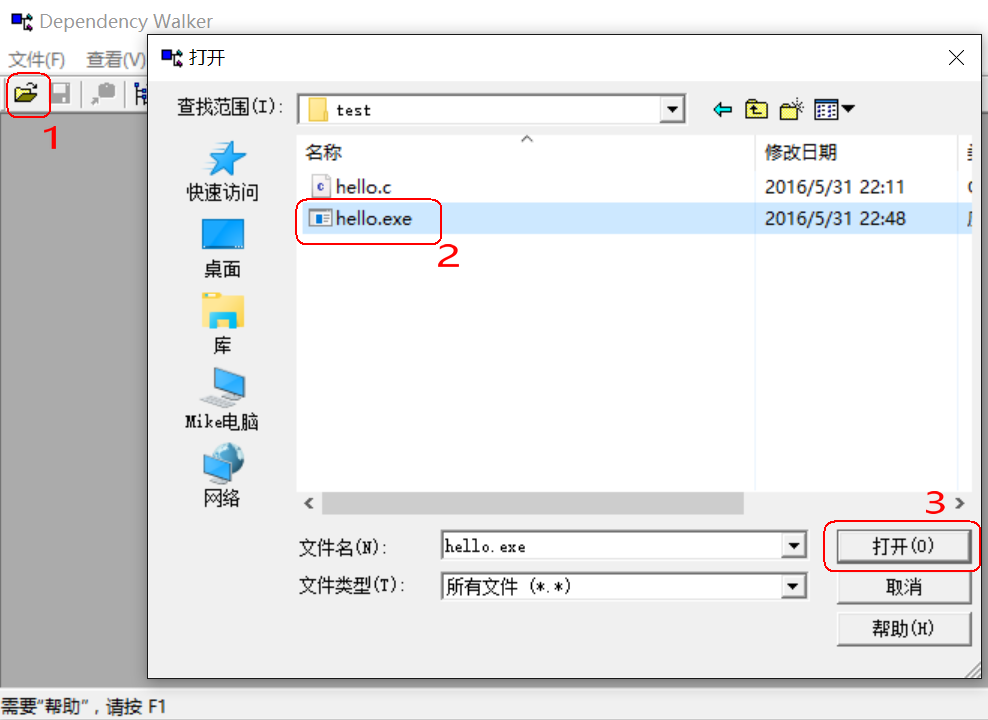 Dependency Walker
文件(F) 查看(V)
打开
1
查找范围(I): test
名称 修改日期
hello.c 2016/5/31 22:11
hello.exe 2016/5/31 22:48
2
快速访问
桌面
库
Mike电脑
网络
3
文件名(N): hello.exe 打开(O)
文件类型(T): 所有文件 (*.*) 取消
帮助(H)
需要“帮助”，请按 F1